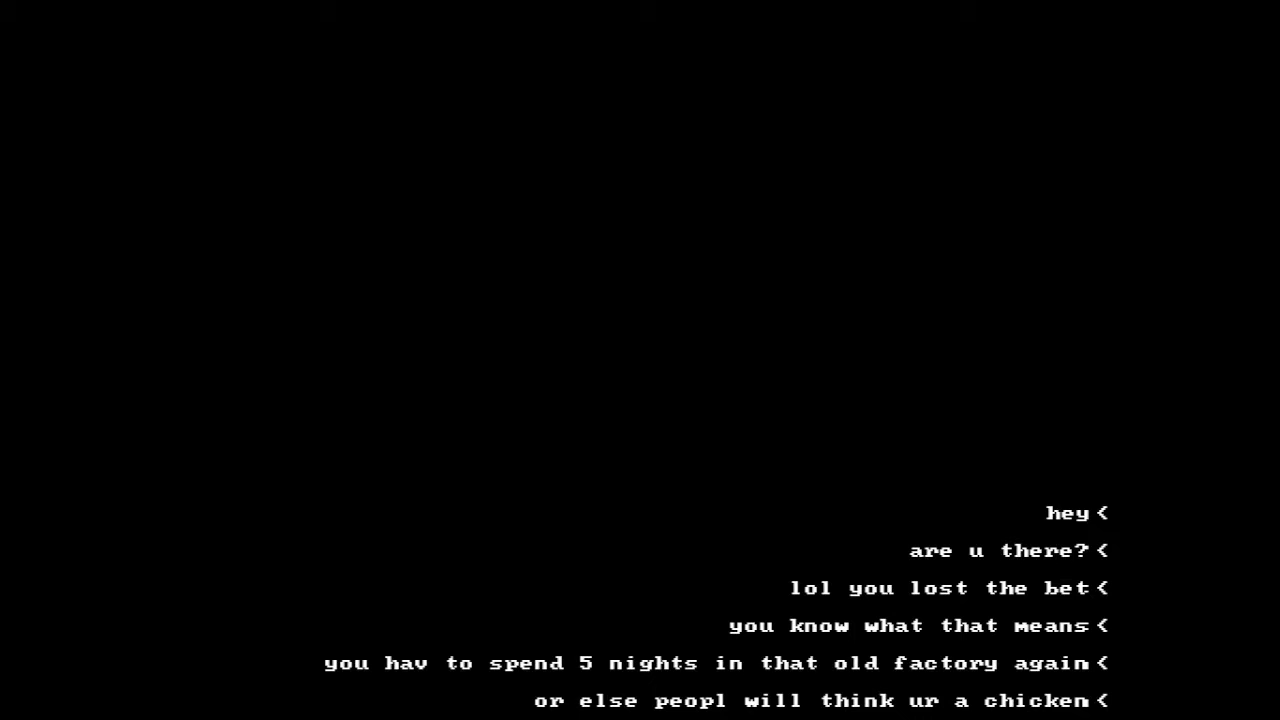 hey <
are u there? <
lol you lost the bet <
you know what that means <
you hav to spend 5 nights in that old factory again <
or else peopl will think ur a chicken <